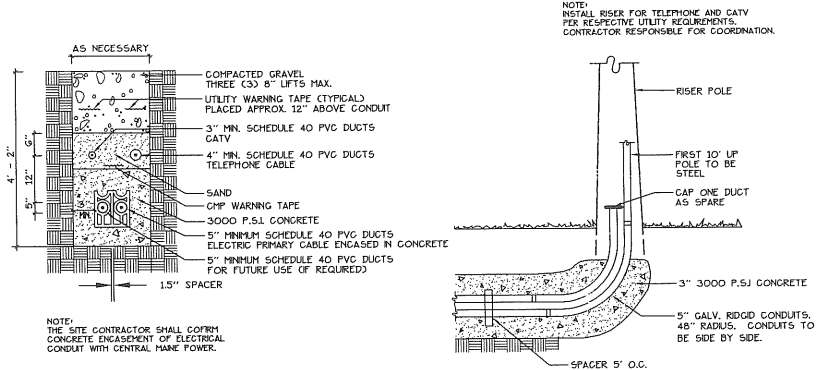 NOTE:
INSTALL RISER FOR TELEPHONE AND CATV
PER RESPECTIVE UTILITY REQUIREMENTS.
CONTRACTOR RESPONSIBLE FOR COORDINATION.
AS NECESSARY
COMPACTED GRAVEL
THREE (3) 8" LIFTS MAX.
UTILITY WARNING TAPE (TYPICAL)
PLACED APPROX. 12" ABOVE CONDUIT
3" MIN. SCHEDULE 40 PVC DUCTS
CATV
4" MIN. SCHEDULE 40 PVC DUCTS
TELEPHONE CABLE
SAND
CMP WARNING TAPE
3000 P.S.I. CONCRETE
5" MINIMUM SCHEDULE 40 PVC DUCTS
ELECTRIC PRIMARY CABLE ENCASED IN CONCRETE
5" MINIMUM SCHEDULE 40 PVC DUCTS
FOR FUTURE USE (IF REQUIRED)
1.5" SPACER
4' - 2"
6"
12"
5"
3"
MIN.
NOTE:
THE SITE CONTRACTOR SHALL COFIRM
CONCRETE ENCASEMENT OF ELECTRICAL
CONDUIT WITH CENTRAL MAINE POWER.
RISER POLE
FIRST 10' UP
POLE TO BE
STEEL
CAP ONE DUCT
AS SPARE
3" 3000 P.S.I CONCRETE
5" GALV. RIDGID CONDUITS.
48" RADIUS. CONDUITS TO
BE SIDE BY SIDE.
SPACER 5' O.C.